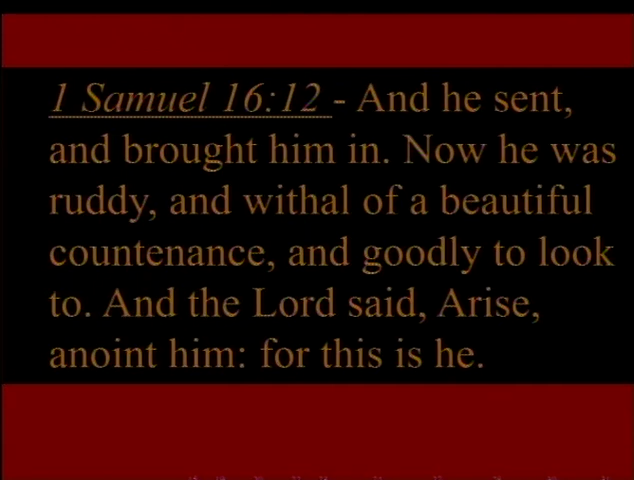 1 Samuel 16:12 - And he sent,
and brought him in. Now he was
ruddy, and withal of a beautiful
countenance, and goodly to look
to. And the Lord said, Arise,
anoint him: for this is he.